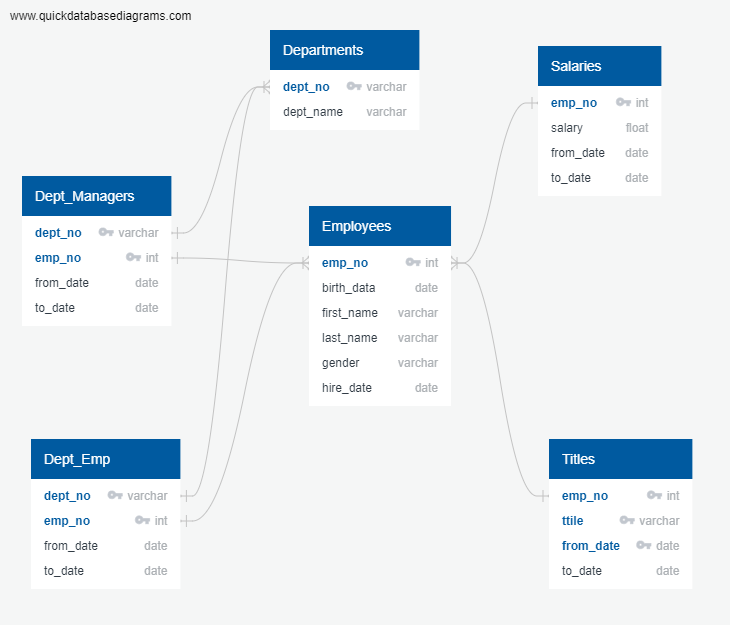 www.quickdatabasediagrams.com
Departments
dept_no varchar
dept_name varchar
Salaries
emp_no int
salary float
from_date date
to_date date
Dept_Managers
dept_no varchar
emp_no int
from_date date
to_date date
Employees
emp_no int
birth_data date
first_name varchar
last_name varchar
gender varchar
hire_date date
Dept_Emp
dept_no varchar
emp_no int
from_date date
to_date date
Titles
emp_no int
ttile varchar
from_date date
to_date date